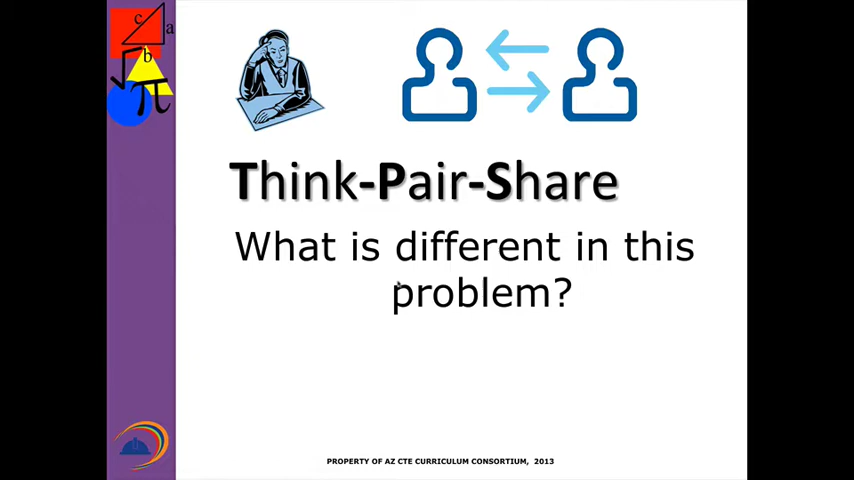 c
a
b
√
π
Think-Pair-Share
What is different in this
problem?
PROPERTY OF AZ CTE CURRICULUM CONSORTIUM, 2013